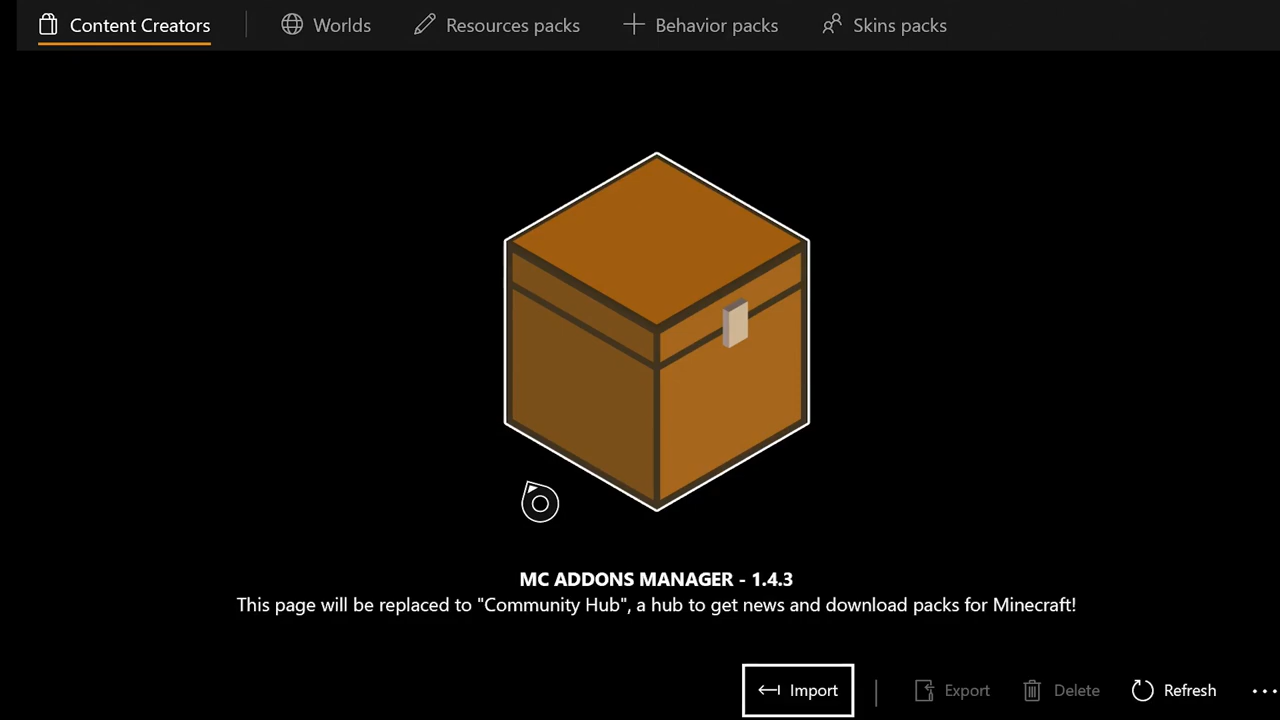 Content Creators
Worlds
Resources packs
Behavior packs
Skins packs
MC ADDONS MANAGER - 1.4.3
This page will be replaced to "Community Hub", a hub to get news and download packs for Minecraft!
Import
Export
Delete
Refresh